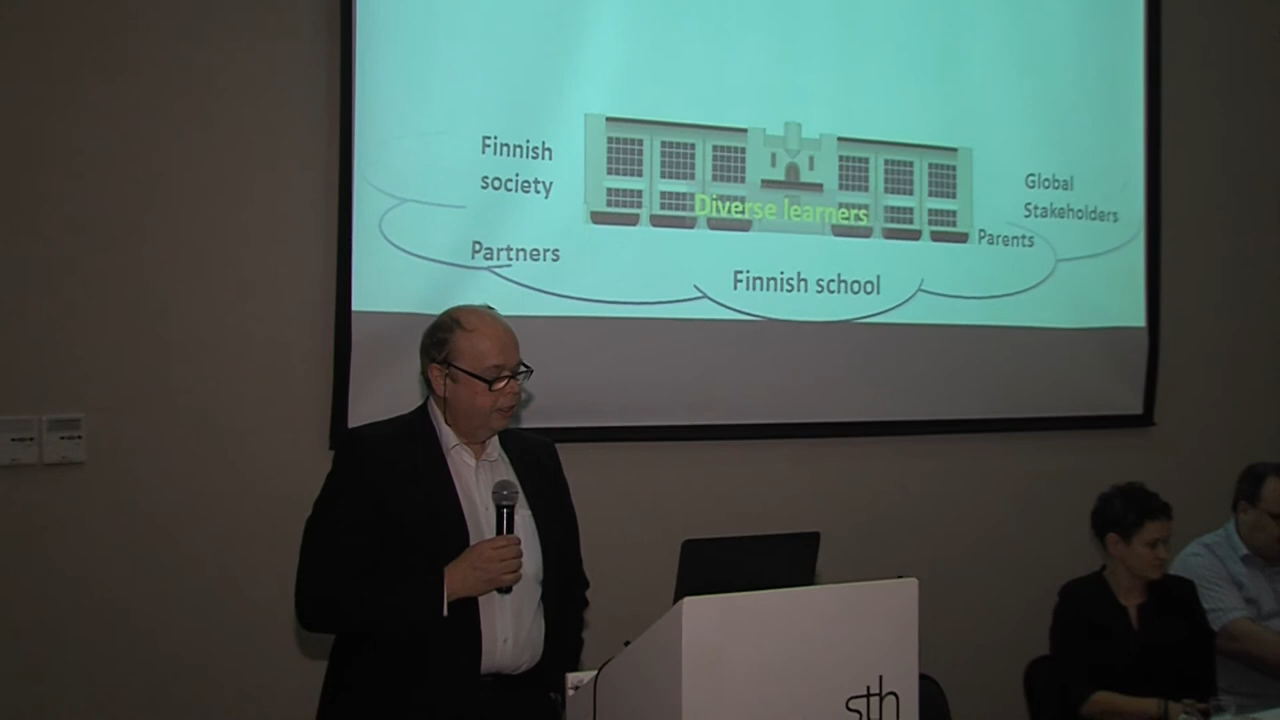 Finnish
society
Global
Stakeholders
Diverse learners
Parents
Partners
Finnish school
sth